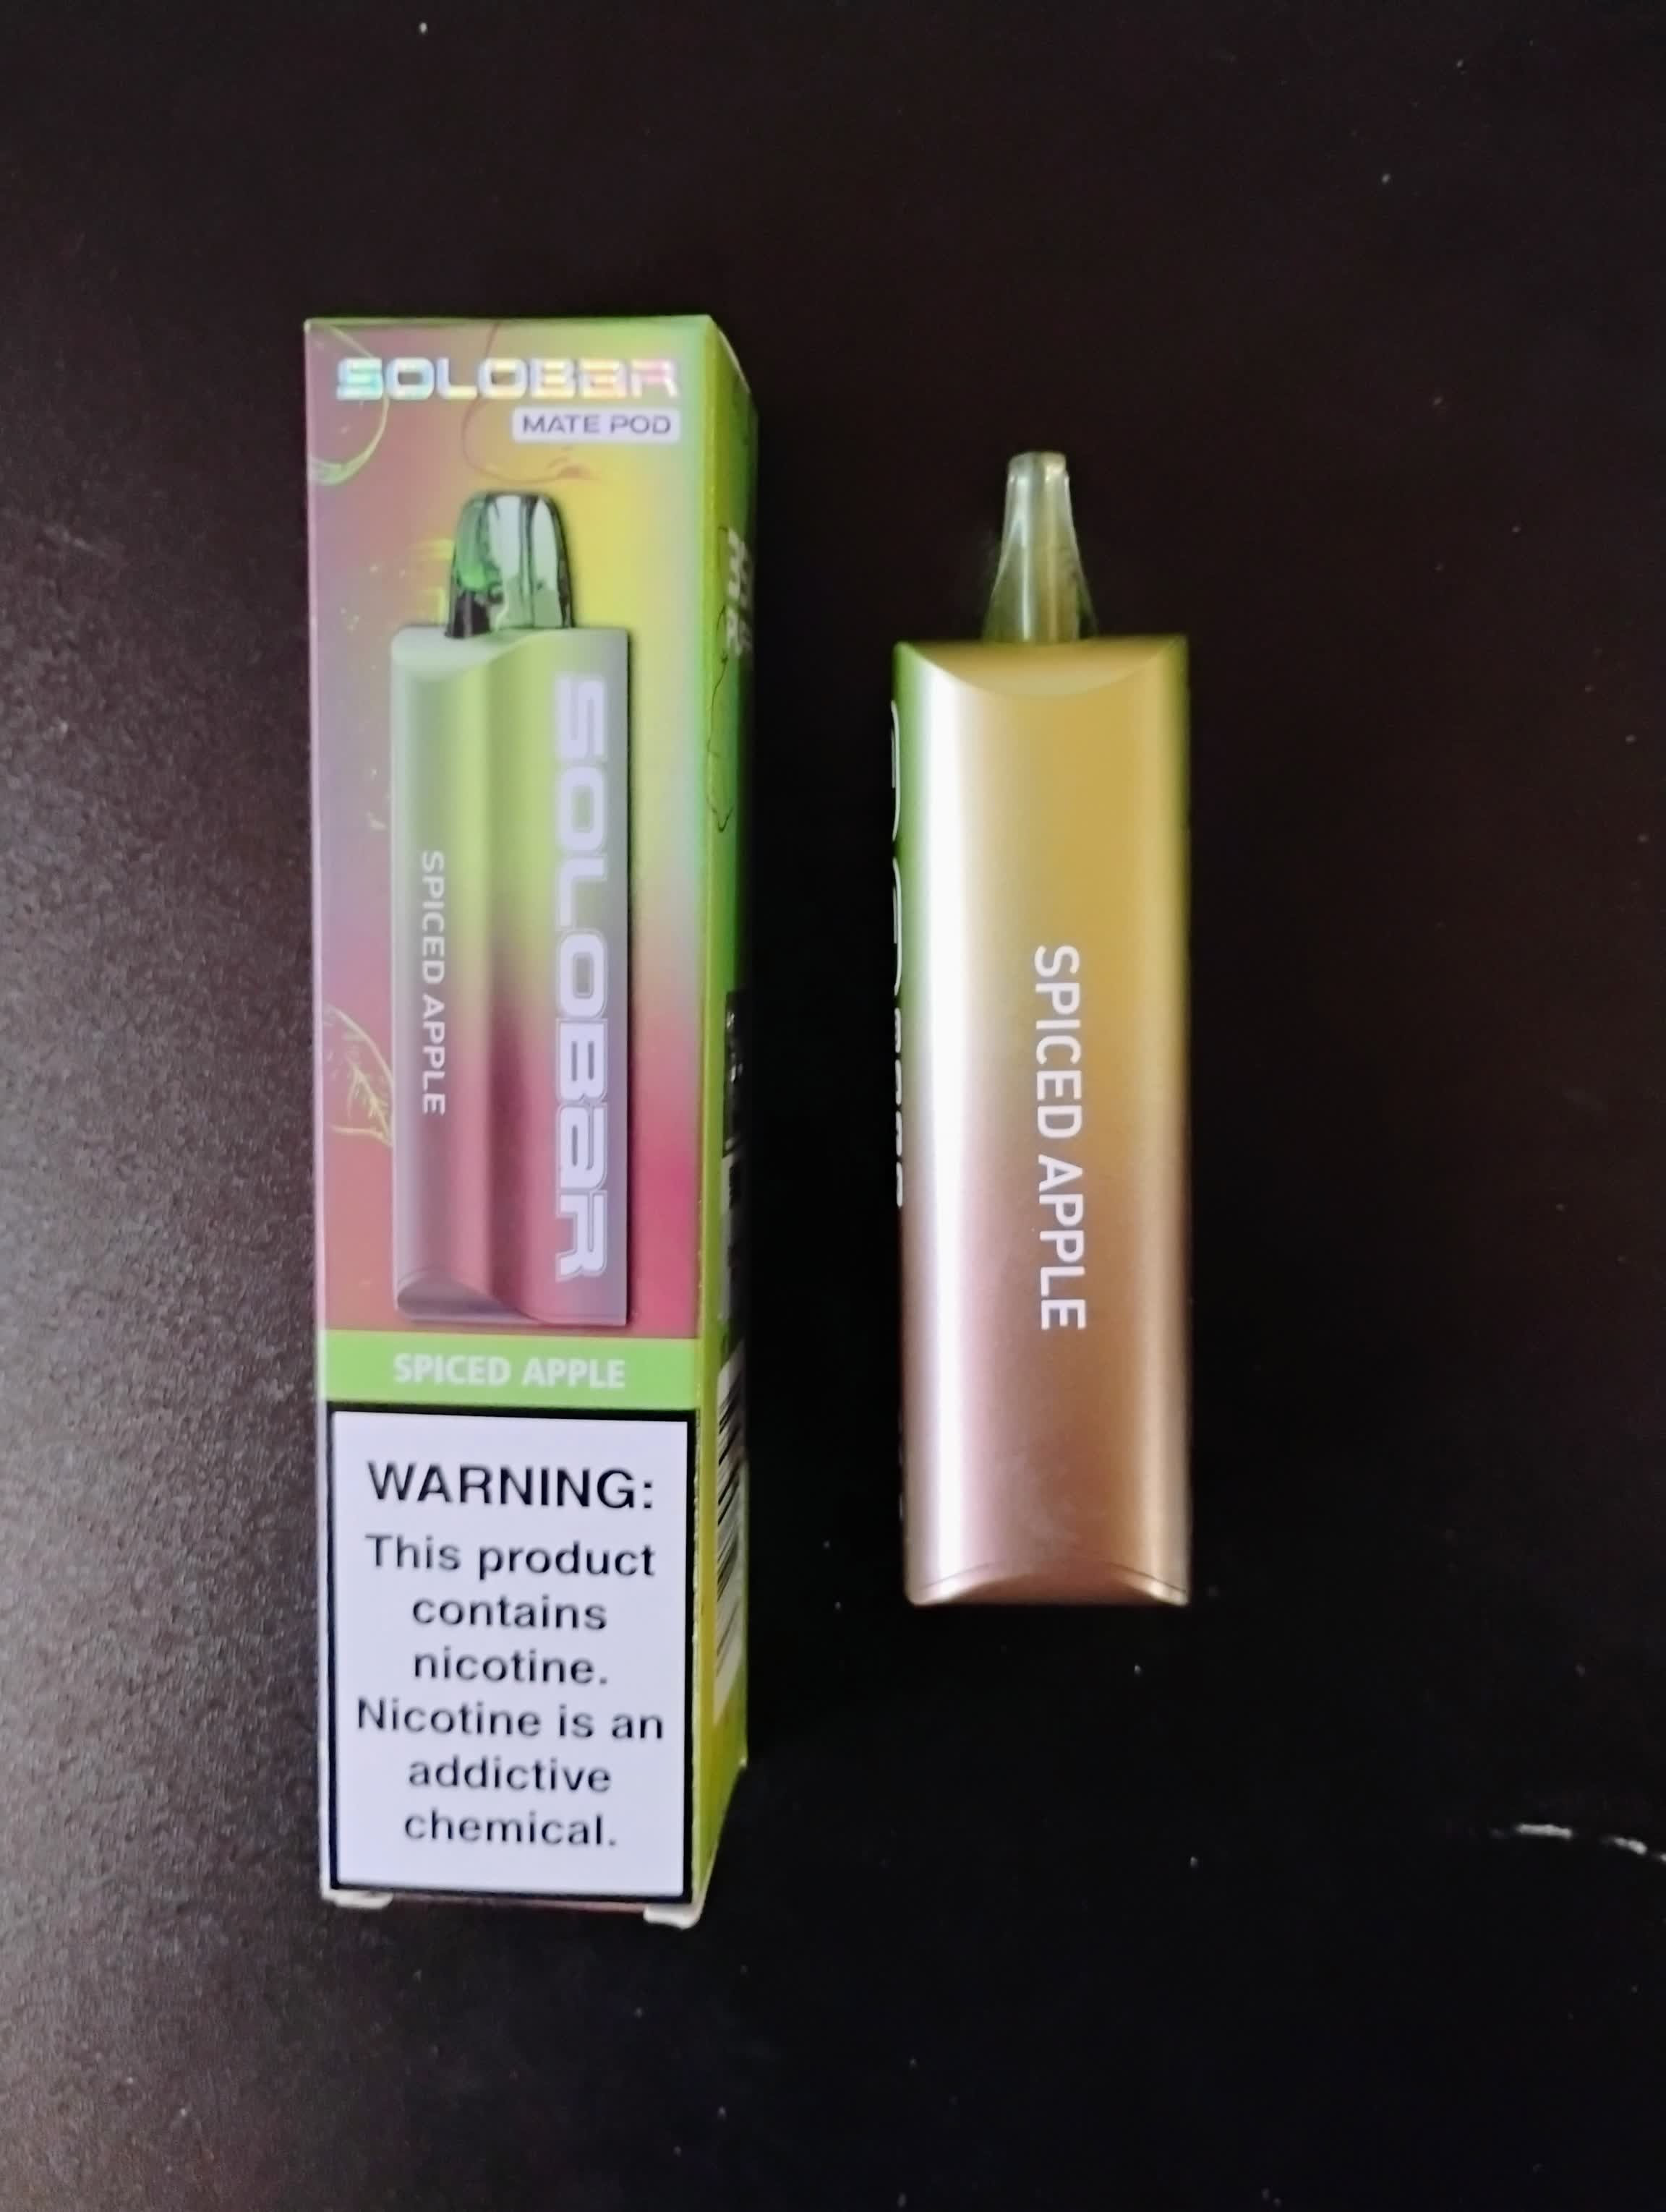 SOLOBAR
MATE POD
SOLOBAR
SPICED APPLE
SPICED APPLE
WARNING:
This product
contains
nicotine.
Nicotine is an
addictive
chemical.
SPICED APPLE